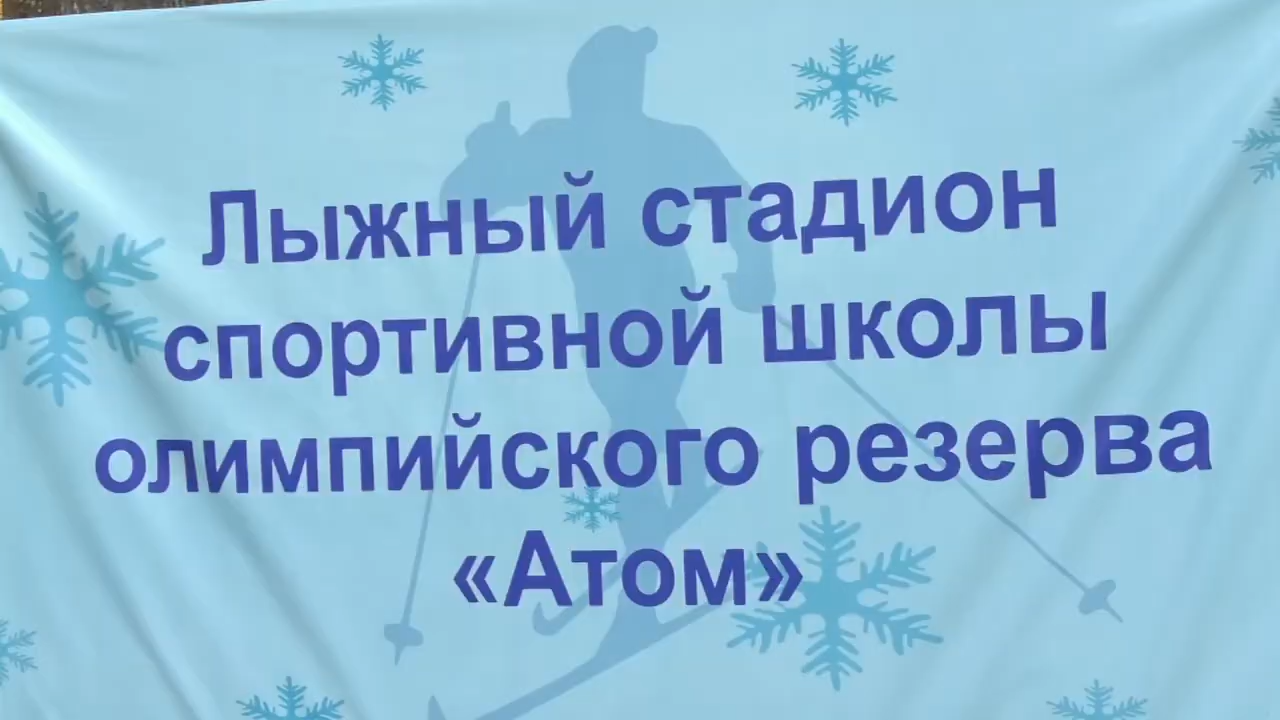 Лыжный стадион
спортивной школы
олимпийского резерва
«Атом»